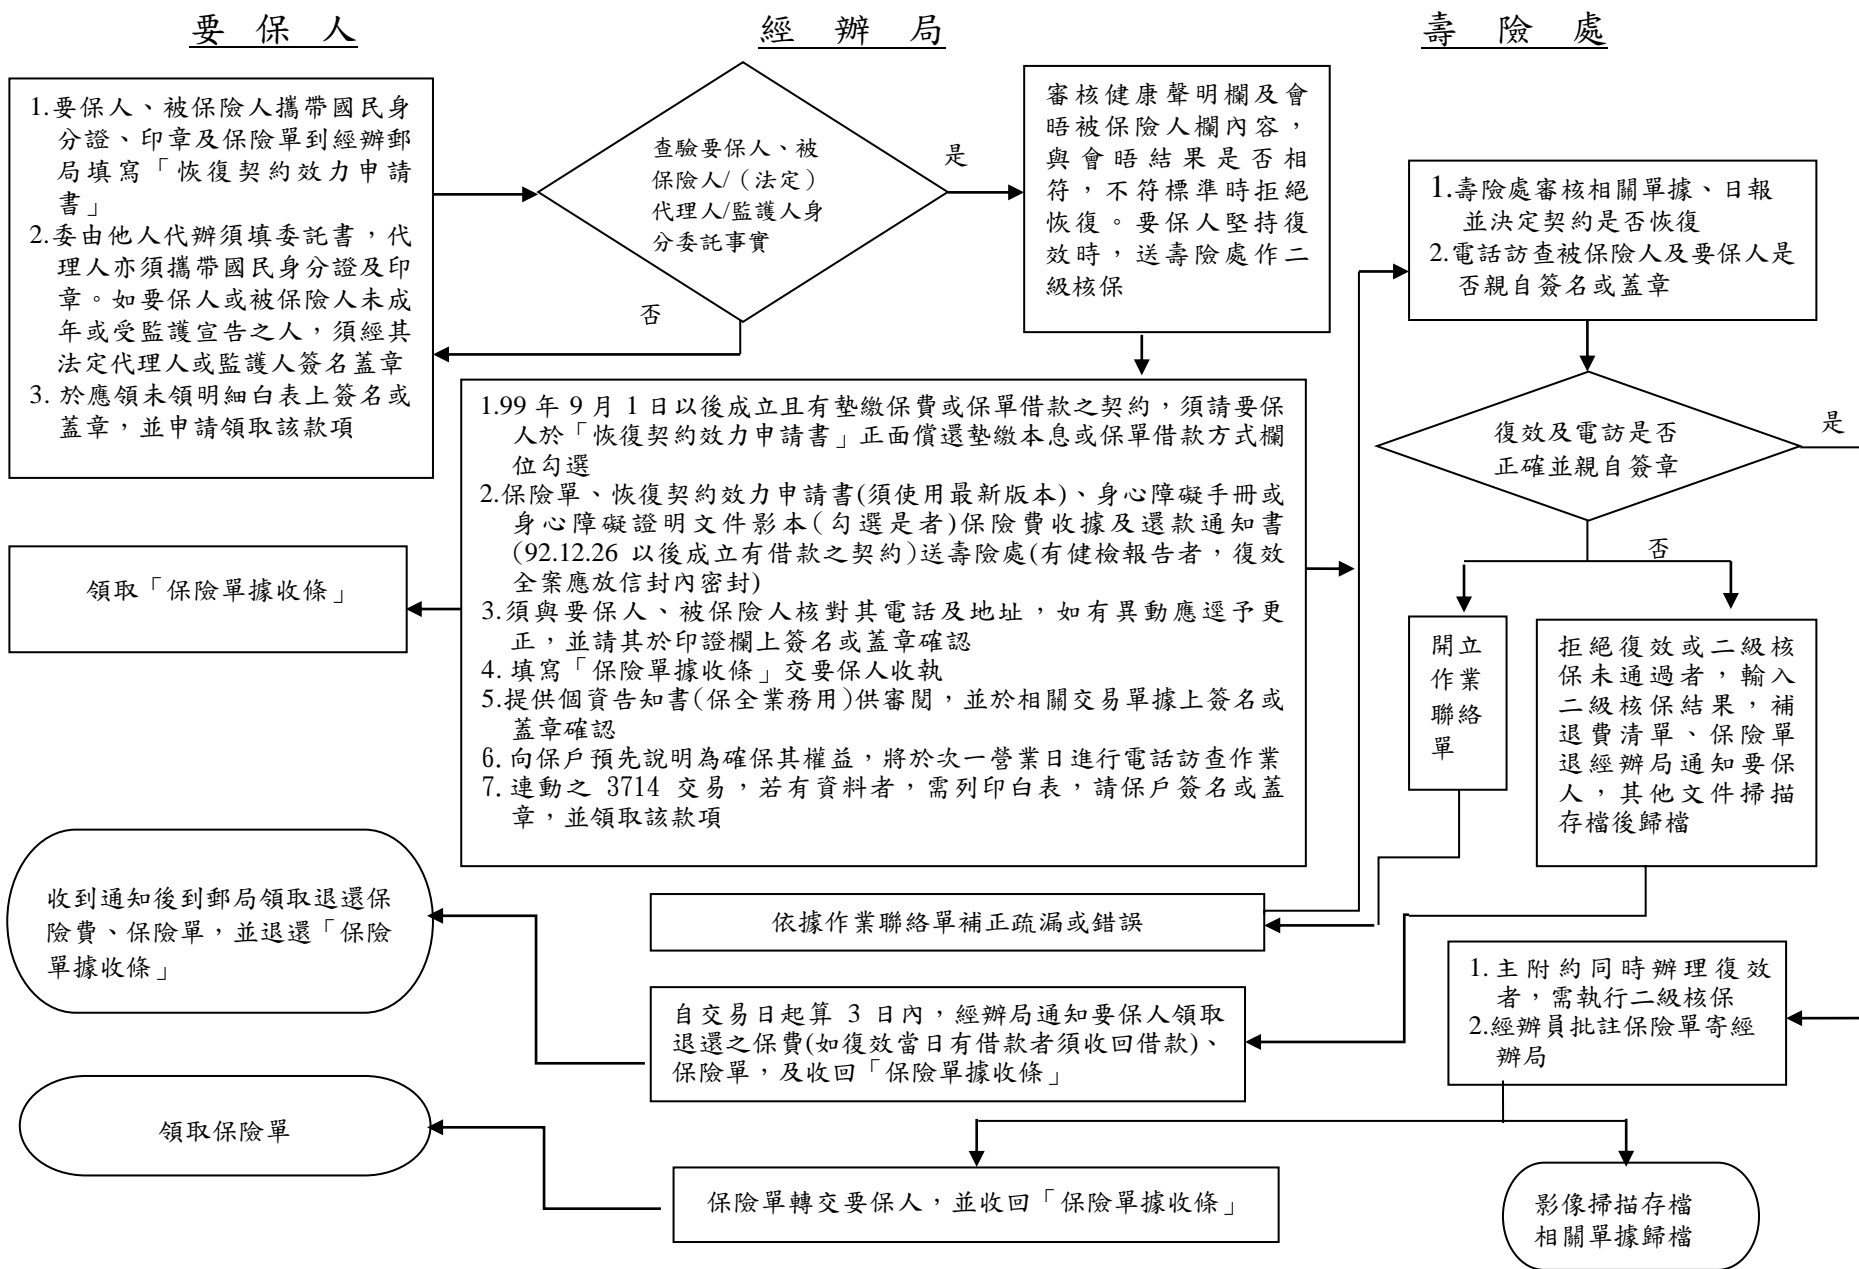 要保人
經辦局
壽險處
1.要保人、被保險人攜帶國民身
分證、印章及保險單到經辦郵
局填寫「恢復契約效力申請
書」
2.委由他人代辦須填委託書，代
理人亦須攜帶國民身分證及印
章。如要保人或被保險人未成
年或受監護宣告之人，須經其
法定代理人或監護人簽名蓋章
3. 於應領未領明細白表上簽名或
蓋章，並申請領取該款項
查驗要保人、被
保險人/（法定）
代理人/監護人身
分委託事實
是
否
審核健康聲明欄及會
晤被保險人欄內容，
與會晤結果是否相
符，不符標準時拒絕
恢復。要保人堅持復
效時，送壽險處作二
級核保
1.壽險處審核相關單據、日報
並決定契約是否恢復
2.電話訪查被保險人及要保人是
否親自簽名或蓋章
復效及電訪是否
正確並親自簽章
是
否
1.99 年 9 月 1 日以後成立且有墊繳保費或保單借款之契約，須請要保
人於「恢復契約效力申請書」正面償還墊繳本息或保單借款方式欄
位勾選
2.保險單、恢復契約效力申請書(須使用最新版本)、身心障礙手冊或
身心障礙證明文件影本(勾選是者)保險費收據及還款通知書
(92.12.26 以後成立有借款之契約)送壽險處(有健檢報告者，復效
全案應放信封內密封)
3.須與要保人、被保險人核對其電話及地址，如有異動應逕予更
正，並請其於印證欄上簽名或蓋章確認
4. 填寫「保險單據收條」交要保人收執
5.提供個資告知書(保全業務用)供審閱，並於相關交易單據上簽名或
蓋章確認
6. 向保戶預先說明為確保其權益，將於次一營業日進行電話訪查作業
7. 連動之 3714 交易，若有資料者，需列印白表，請保戶簽名或蓋
章，並領取該款項
領取「保險單據收條」
開立
作業
聯絡
單
拒絕復效或二級核
保未通過者，輸入
二級核保結果，補
退費清單、保險單
退經辦局通知要保
人，其他文件掃描
存檔後歸檔
收到通知後到郵局領取退還保
險費、保險單，並退還「保險
單據收條」
依據作業聯絡單補正疏漏或錯誤
自交易日起算 3 日內，經辦局通知要保人領取
退還之保費(如復效當日有借款者須收回借款)、
保險單，及收回「保險單據收條」
1. 主附約同時辦理復效
者，需執行二級核保
2.經辦員批註保險單寄經
辦局
領取保險單
保險單轉交要保人，並收回「保險單據收條」
影像掃描存檔
相關單據歸檔